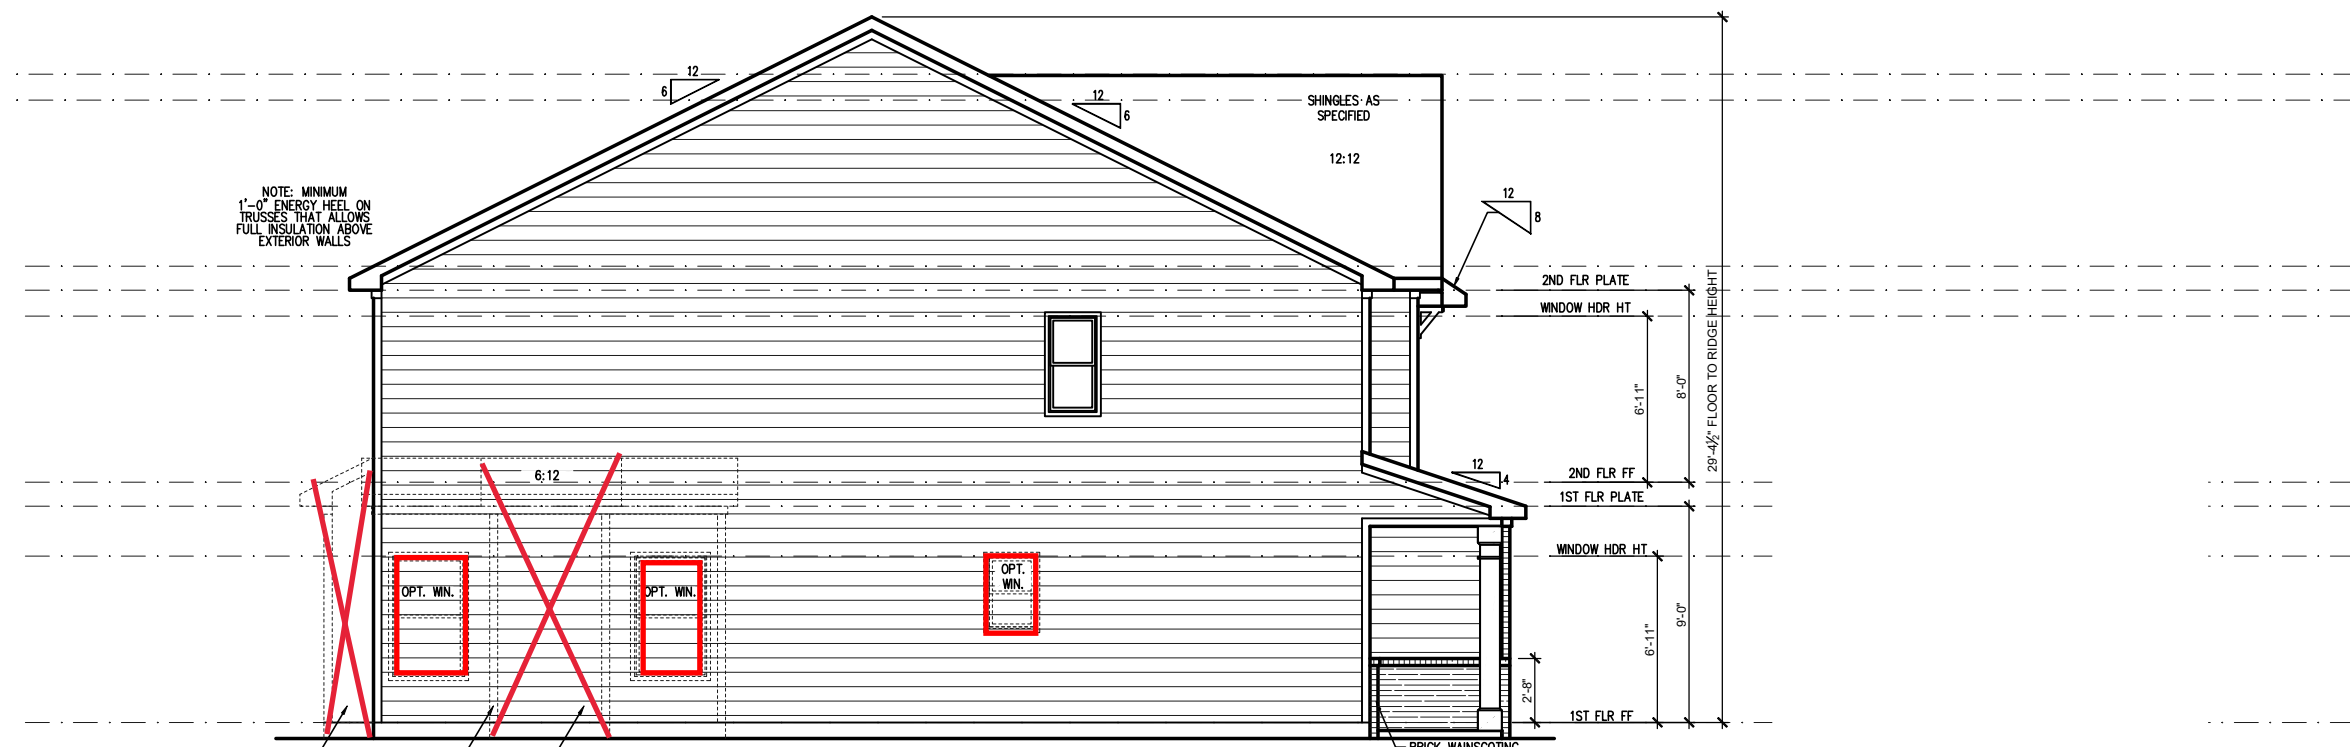 12
6
12
6
SHINGLES AS
SPECIFIED
12:12
NOTE: MINIMUM
1'-0" ENERGY HEEL ON
TRUSSES THAT ALLOWS
FULL INSULATION ABOVE
EXTERIOR WALLS
12
8
2ND FLR PLATE
WINDOW HDR HT
29'-4½" FLOOR TO RIDGE HEIGHT
8'-0"
6'-11"
6:12
12
4
2ND FLR FF
1ST FLR PLATE
WINDOW HDR HT
OPT. WIN.
OPT. WIN.
OPT.
WIN.
9'-0"
6'-11"
2'-8"
1ST FLR FF
BRICK WAINSCOTING